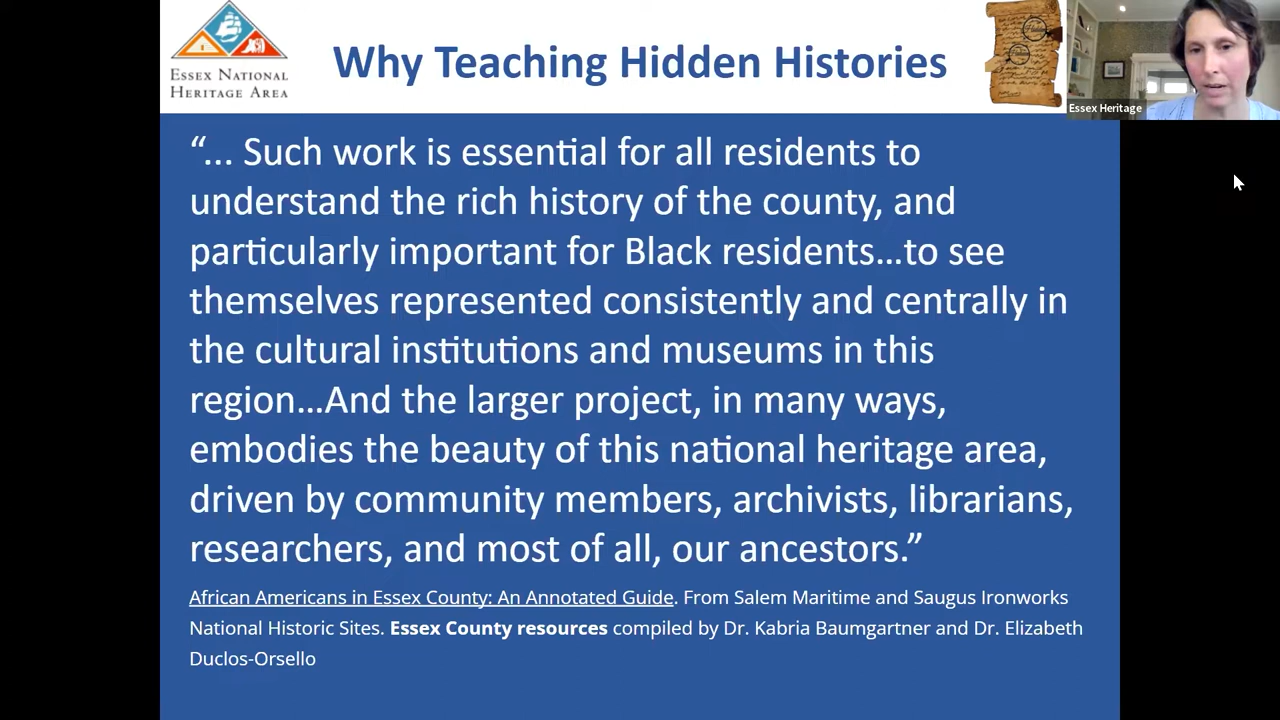 ESSEX NATIONAL
HERITAGE AREA
Why Teaching Hidden Histories
Essex Heritage
“... Such work is essential for all residents to
understand the rich history of the county, and
particularly important for Black residents…to see
themselves represented consistently and centrally in
the cultural institutions and museums in this
region…And the larger project, in many ways,
embodies the beauty of this national heritage area,
driven by community members, archivists, librarians,
researchers, and most of all, our ancestors.”
African Americans in Essex County: An Annotated Guide. From Salem Maritime and Saugus Ironworks
National Historic Sites. Essex County resources compiled by Dr. Kabria Baumgartner and Dr. Elizabeth
Duclos-Orsello